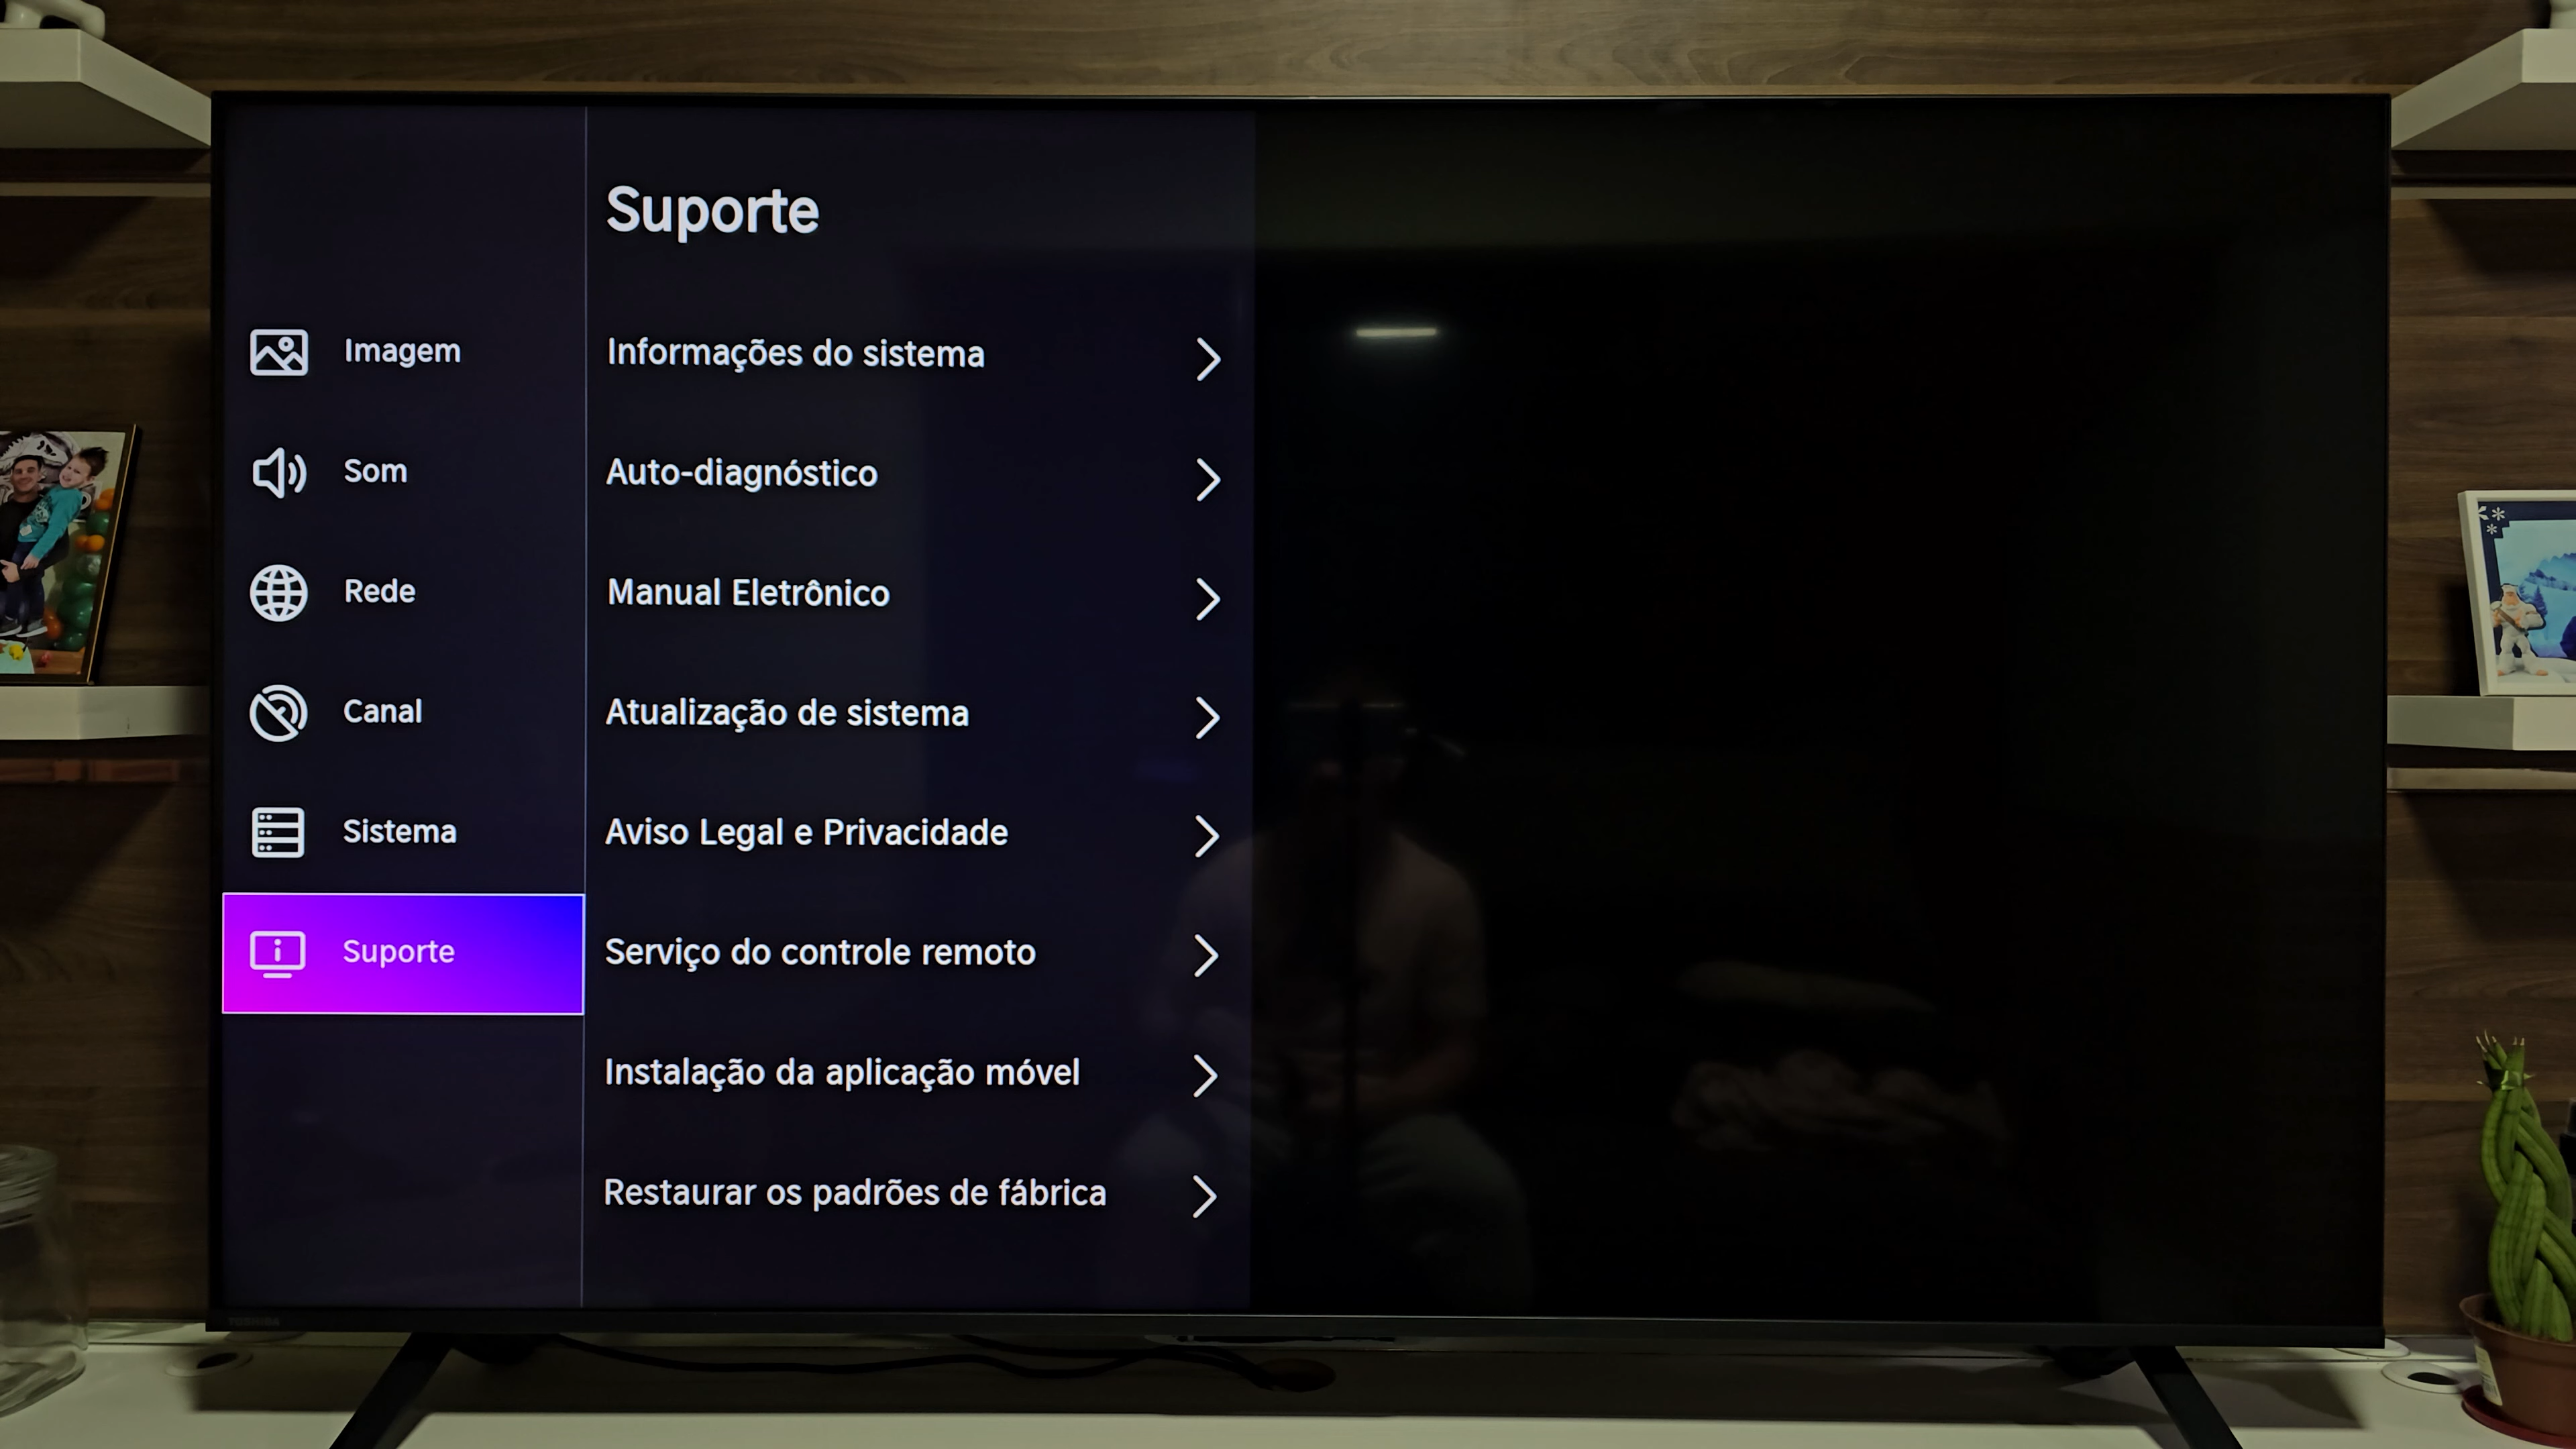 Suporte
Imagem
Som
Rede
Canal
Sistema
Suporte
Informações do sistema
Auto-diagnóstico
Manual Eletrônico
Atualização de sistema
Aviso Legal e Privacidade
Serviço do controle remoto
Instalação da aplicação móvel
Restaurar os padrões de fábrica
TOSHIBA